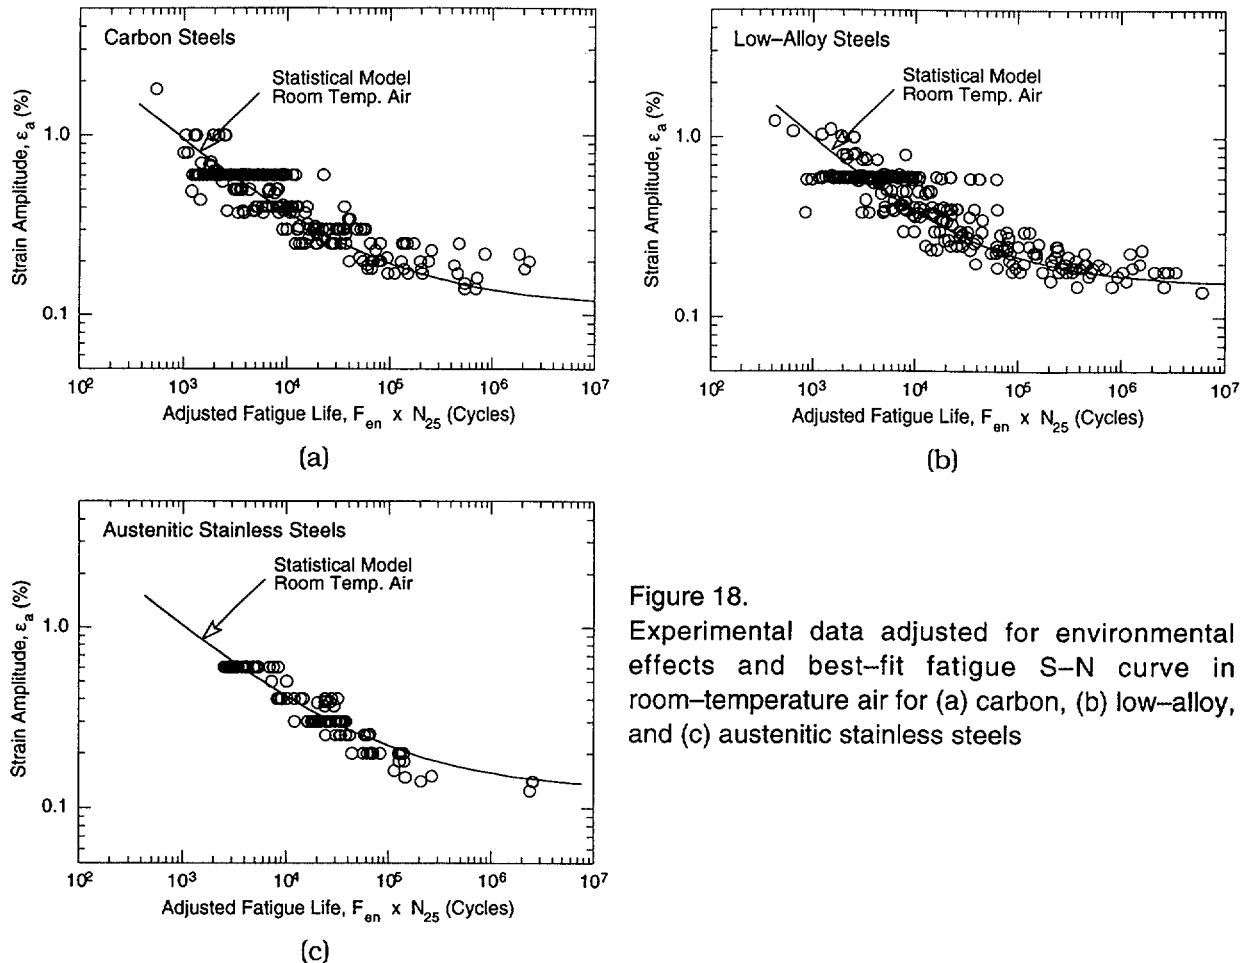 Carbon Steels
Statistical Model
Room Temp. Air
Strain Amplitude, εa (%)
1.0
0.1
10² 10³ 10⁴ 10⁵ 10⁶ 10⁷
Adjusted Fatigue Life, Fen x N25 (Cycles)
(a)
Low–Alloy Steels
Statistical Model
Room Temp. Air
Strain Amplitude, εa (%)
1.0
0.1
10² 10³ 10⁴ 10⁵ 10⁶ 10⁷
Adjusted Fatigue Life, Fen x N25 (Cycles)
(b)
Austenitic Stainless Steels
Statistical Model
Room Temp. Air
Strain Amplitude, εa (%)
1.0
0.1
10² 10³ 10⁴ 10⁵ 10⁶ 10⁷
Adjusted Fatigue Life, Fen x N25 (Cycles)
(c)
Figure 18.
Experimental data adjusted for environmental
effects and best–fit fatigue S–N curve in
room–temperature air for (a) carbon, (b) low–alloy,
and (c) austenitic stainless steels